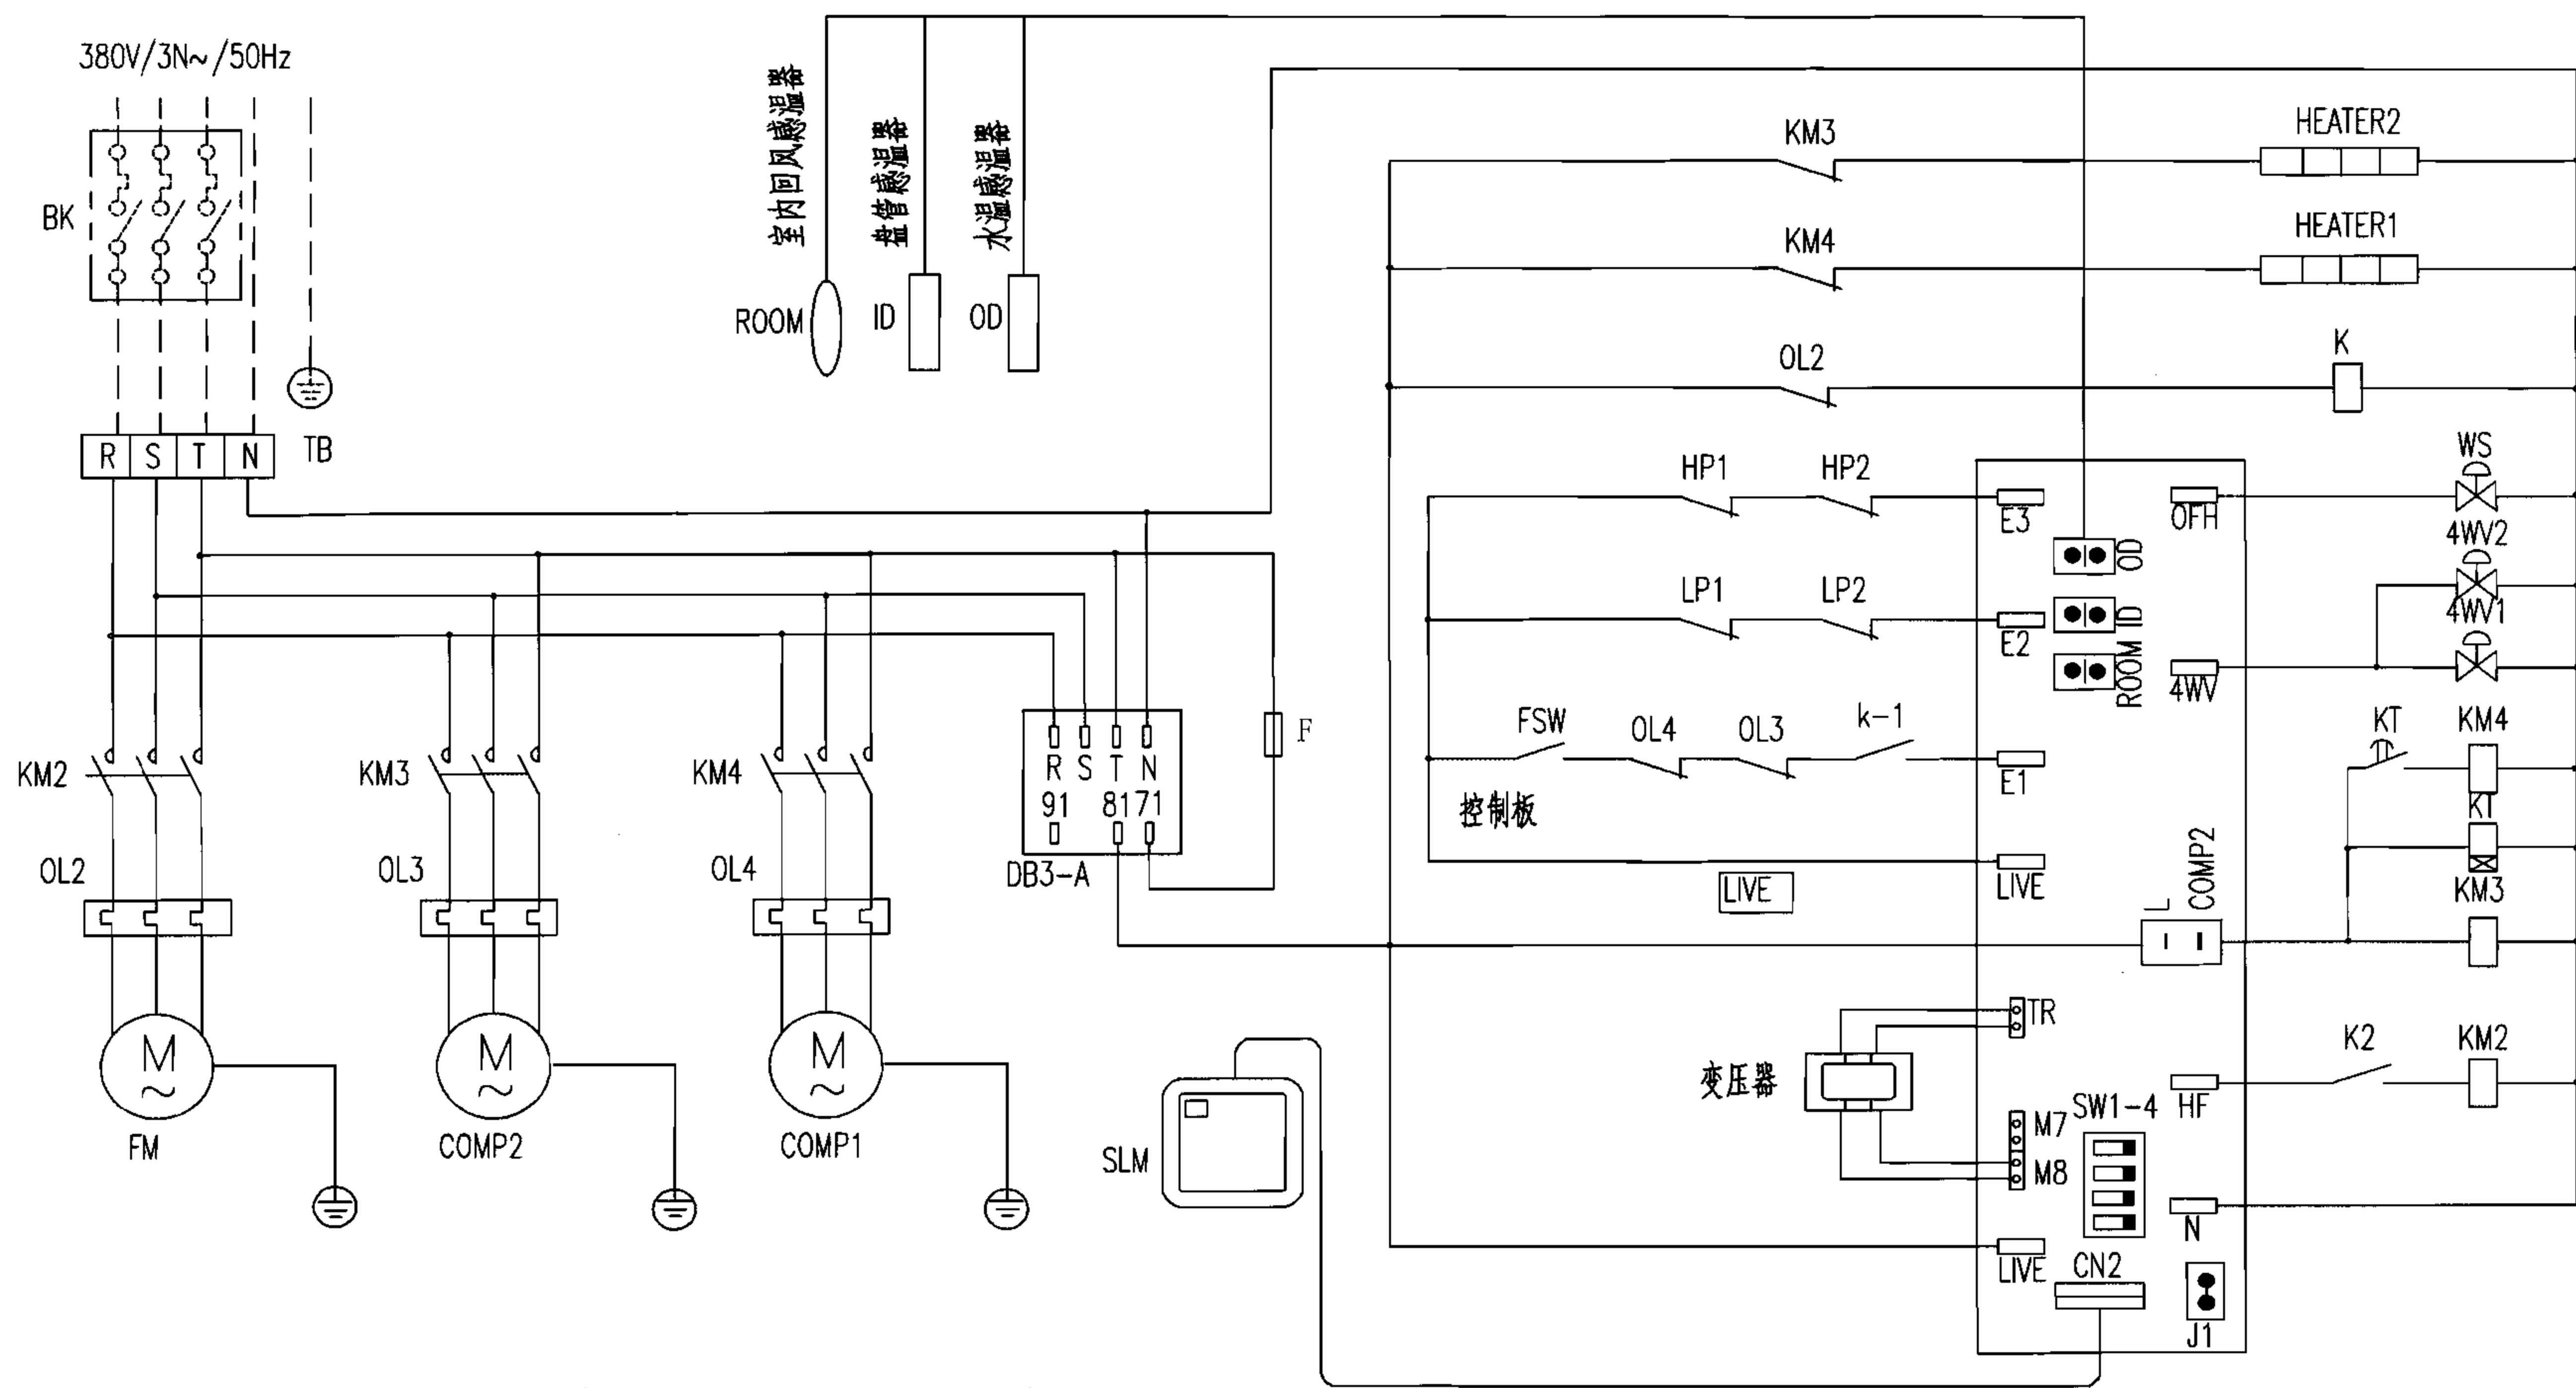 380V/3N~/50Hz
BK
R S T N TB
室内回风感温器
盘管感温器
水温感温器
ROOM
ID
OD
KM3
HEATER2
KM4
HEATER1
OL2
K
HP1
HP2
E3
OFH
WS
OD
4WV2
LP1
LP2
E2
ID
4WV1
ROOM
4WV
FSW
OL4
OL3
k-1
E1
KT
KM4
控制板
KT
COMP2
L
LIVE
LIVE
KM3
KM2
KM3
KM4
R S T N
91 81 71
DB3-A
F
OL2
OL3
OL4
M
~
M
~
M
~
FM
COMP2
COMP1
SLM
变压器
TR
M7
M8
SW1-4
HF
K2
KM2
N
LIVE
CN2
J1